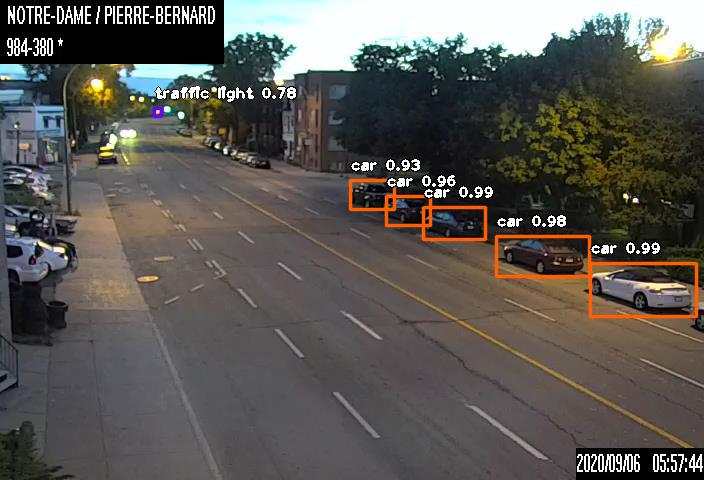 NOTRE-DAME / PIERRE-BERNARD
984-380 *
traffic light 0.78
car 0.93
car 0.96
car 0.99
car 0.98
car 0.99
2020/09/06 05:57:44